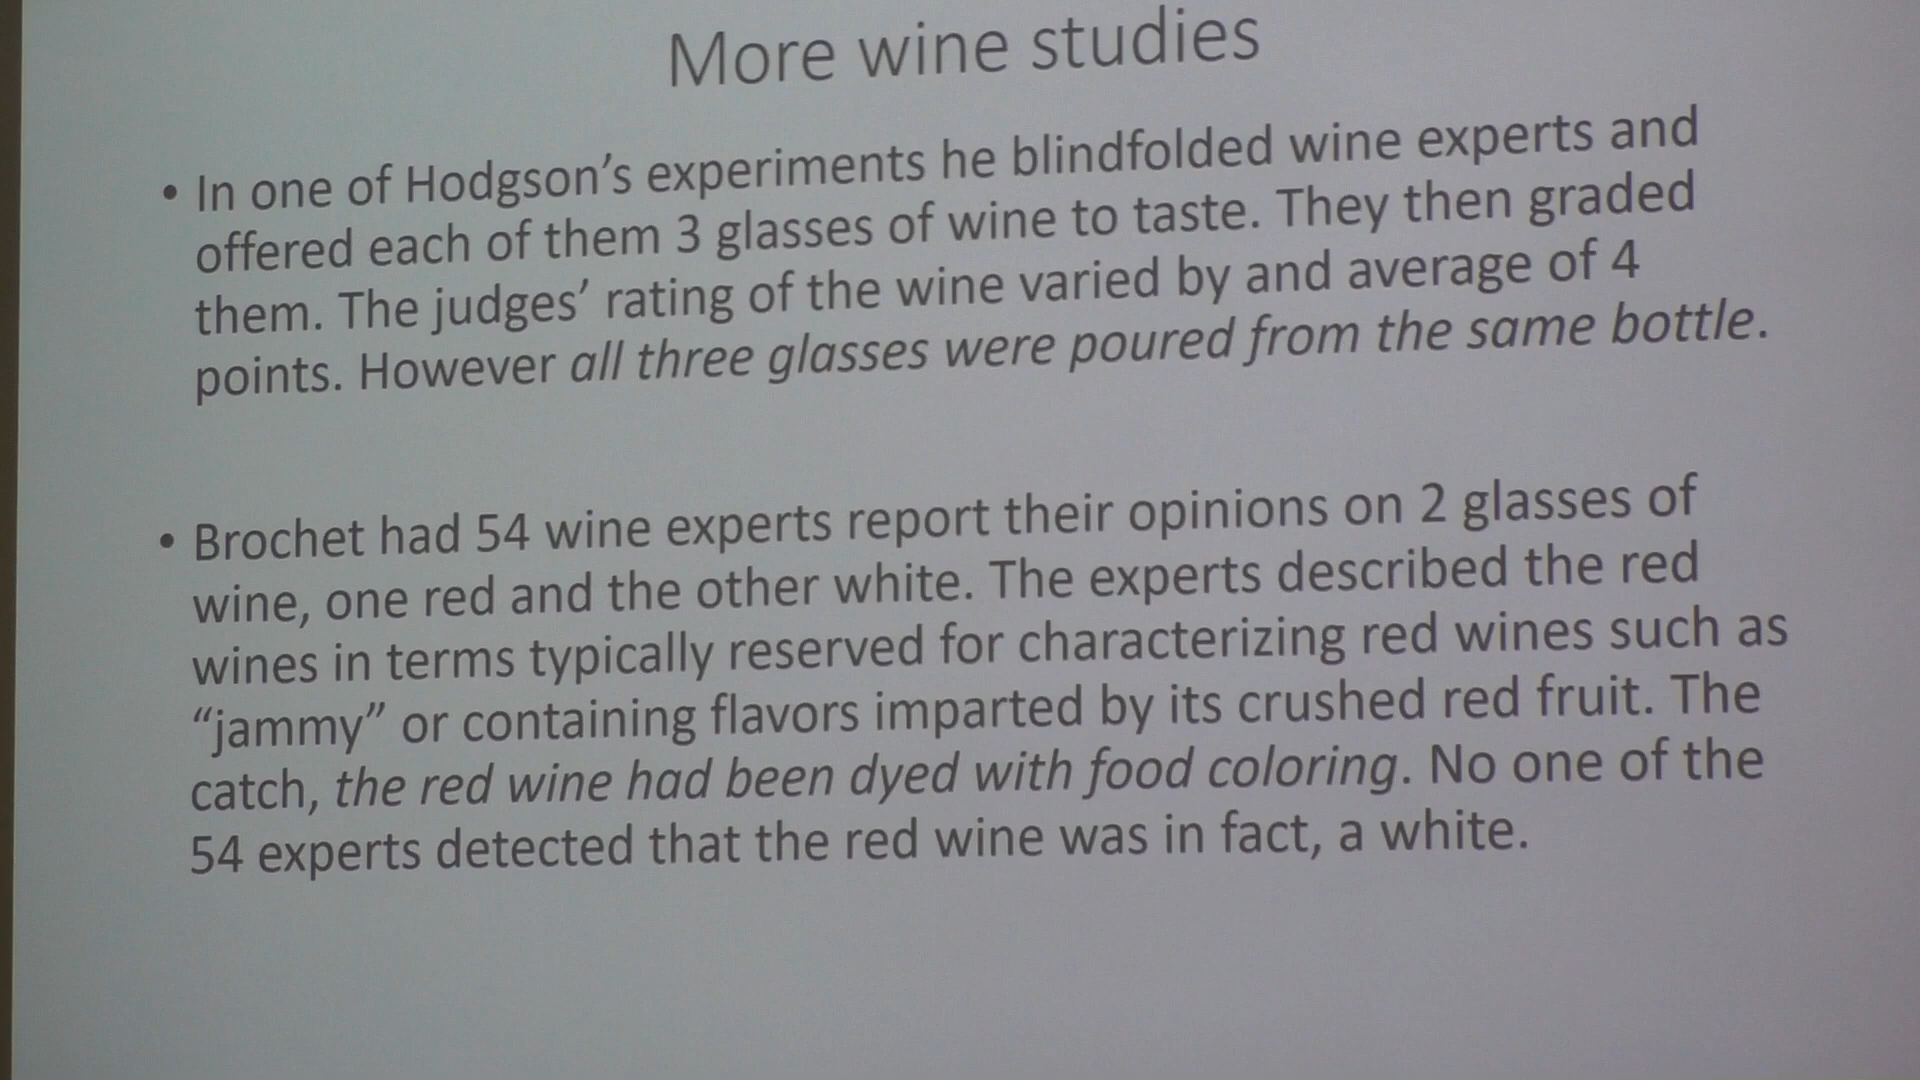 More wine studies
• In one of Hodgson’s experiments he blindfolded wine experts and
offered each of them 3 glasses of wine to taste. They then graded
them. The judges’ rating of the wine varied by and average of 4
points. However all three glasses were poured from the same bottle.
• Brochet had 54 wine experts report their opinions on 2 glasses of
wine, one red and the other white. The experts described the red
wines in terms typically reserved for characterizing red wines such as
“jammy” or containing flavors imparted by its crushed red fruit. The
catch, the red wine had been dyed with food coloring. No one of the
54 experts detected that the red wine was in fact, a white.